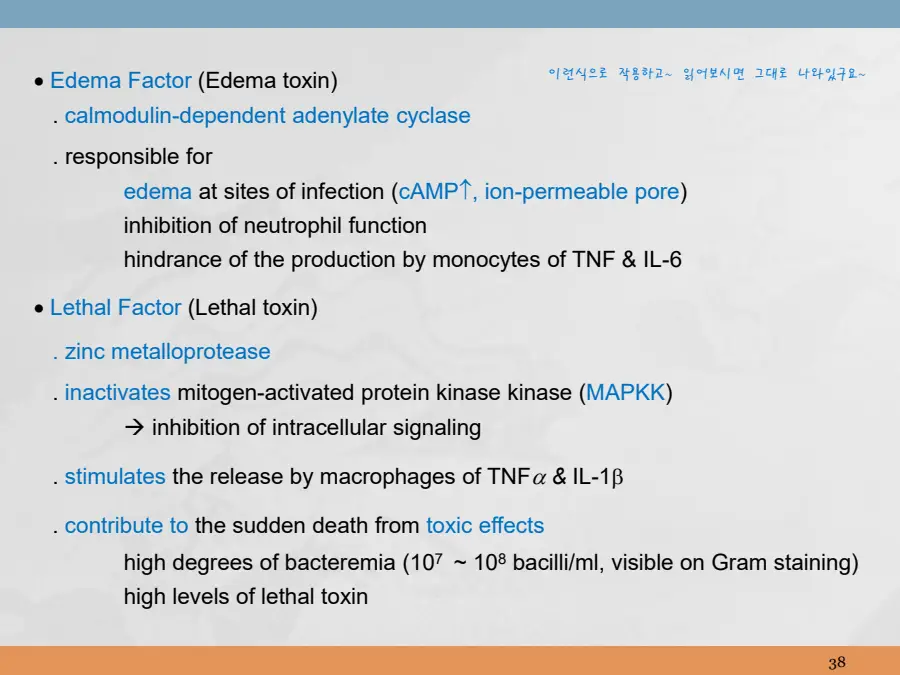 • Edema Factor (Edema toxin)
이런식으로 작용하고~ 읽어보시면 그대로 나와있구요~
. calmodulin-dependent adenylate cyclase
. responsible for
edema at sites of infection (cAMP↑, ion-permeable pore)
inhibition of neutrophil function
hindrance of the production by monocytes of TNF & IL-6
• Lethal Factor (Lethal toxin)
. zinc metalloprotease
. inactivates mitogen-activated protein kinase kinase (MAPKK)
→ inhibition of intracellular signaling
. stimulates the release by macrophages of TNFα & IL-1β
. contribute to the sudden death from toxic effects
high degrees of bacteremia (10⁷ ~ 10⁸ bacilli/ml, visible on Gram staining)
high levels of lethal toxin
38